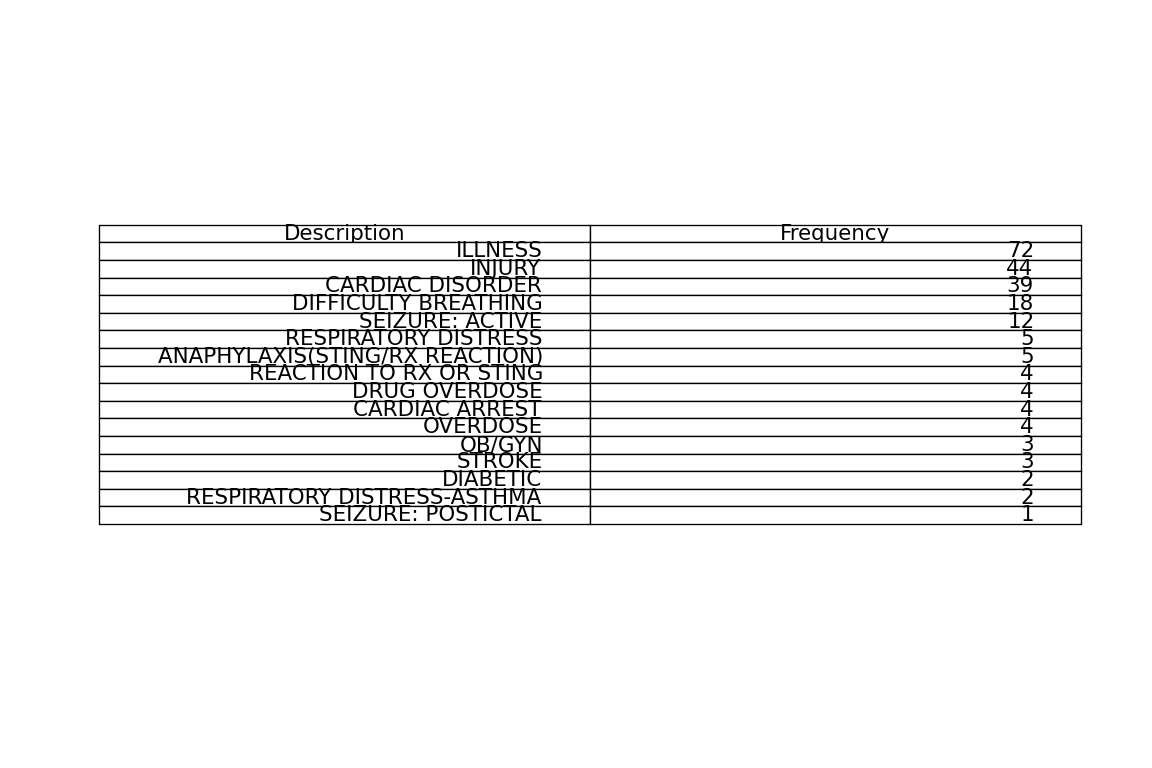 Description Frequency
ILLNESS 72
INJURY 44
CARDIAC DISORDER 39
DIFFICULTY BREATHING 18
SEIZURE: ACTIVE 12
RESPIRATORY DISTRESS 5
ANAPHYLAXIS(STING/RX REACTION) 5
REACTION TO RX OR STING 4
DRUG OVERDOSE 4
CARDIAC ARREST 4
OVERDOSE 4
OB/GYN 3
STROKE 3
DIABETIC 2
RESPIRATORY DISTRESS-ASTHMA 2
SEIZURE: POSTICTAL 1